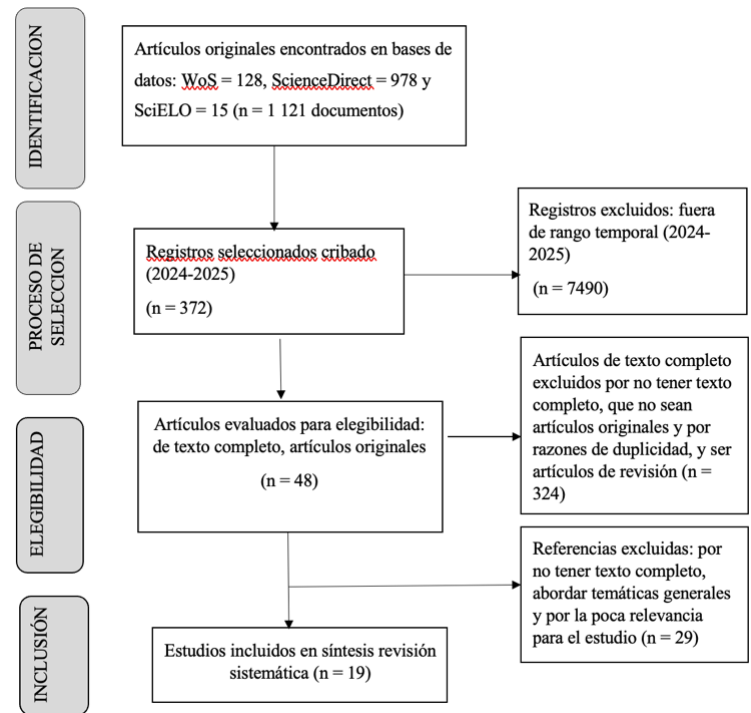 IDENTIFICACION
Artículos originales encontrados en bases de
datos: WoS = 128, ScienceDirect = 978 y
SciELO = 15 (n = 1 121 documentos)
PROCESO DE
SELECCION
Registros seleccionados cribado
(2024-2025)
(n = 372)
Registros excluidos: fuera
de rango temporal (2024-
2025)
(n = 7490)
ELEGIBILIDAD
Artículos evaluados para elegibilidad:
de texto completo, artículos originales
(n = 48)
Artículos de texto completo
excluidos por no tener texto
completo, que no sean
artículos originales y por
razones de duplicidad, y ser
artículos de revisión (n =
324)
Referencias excluidas: por
no tener texto completo,
abordar temáticas generales
y por la poca relevancia
para el estudio (n = 29)
INCLUSIÓN
Estudios incluidos en síntesis revisión
sistemática (n = 19)